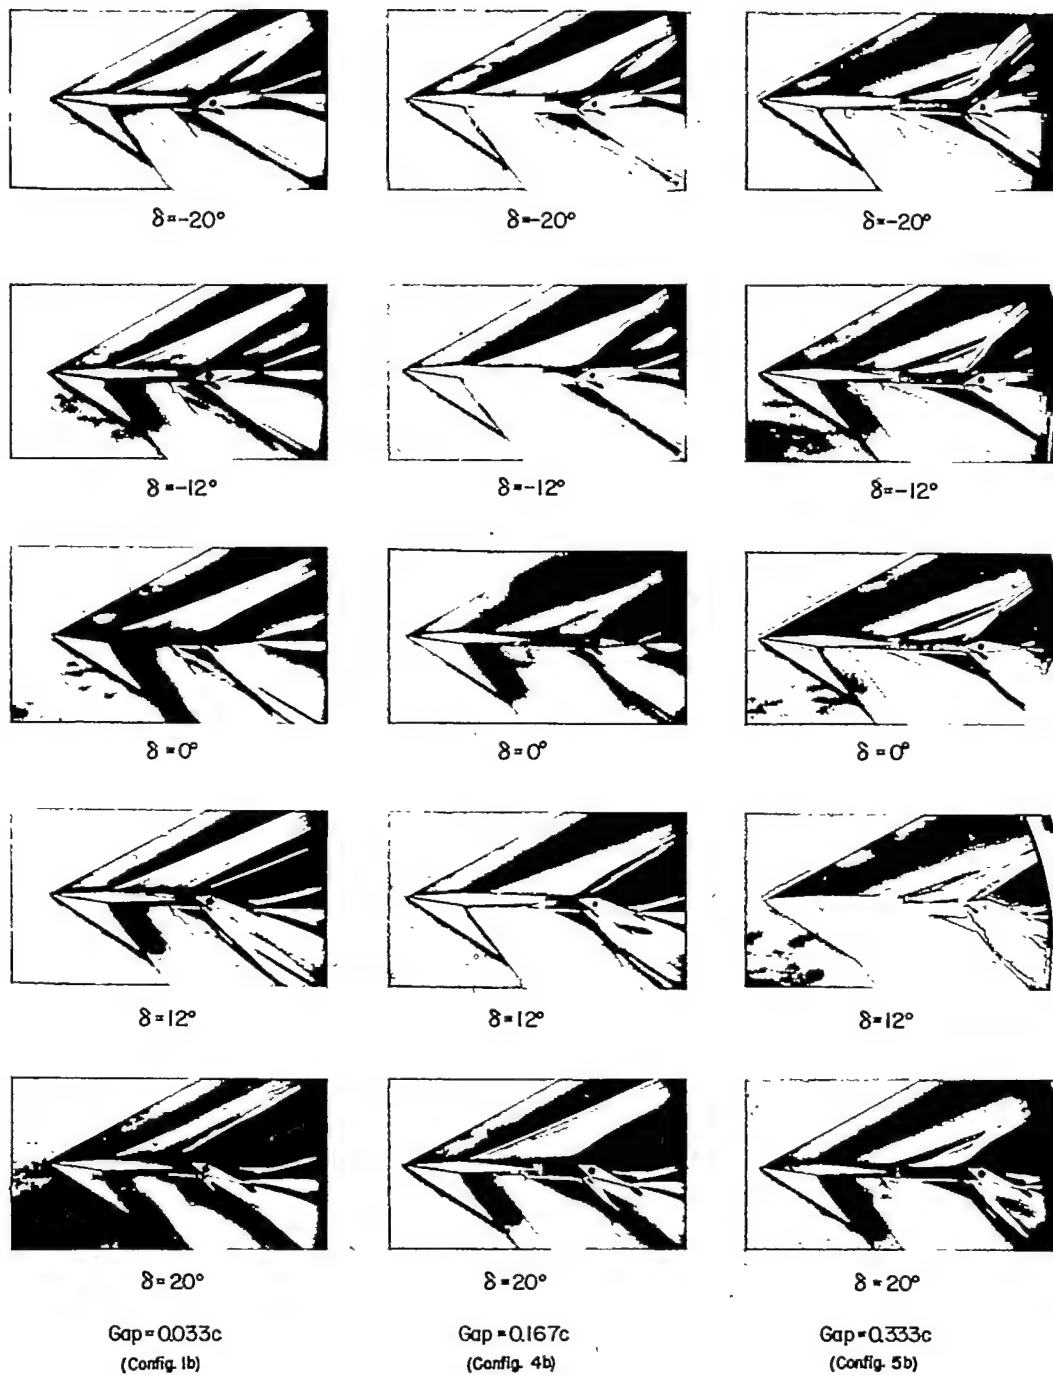 δ=-20° δ=-20° δ=-20°
δ=-12° δ=-12° δ=-12°
δ=0° δ=0° δ=0°
δ=12° δ=12° δ=12°
δ=20° δ=20° δ=20°
Gap=0.033c Gap=0.167c Gap=0.333c
(Config. 1b) (Config. 4b) (Config. 5b)